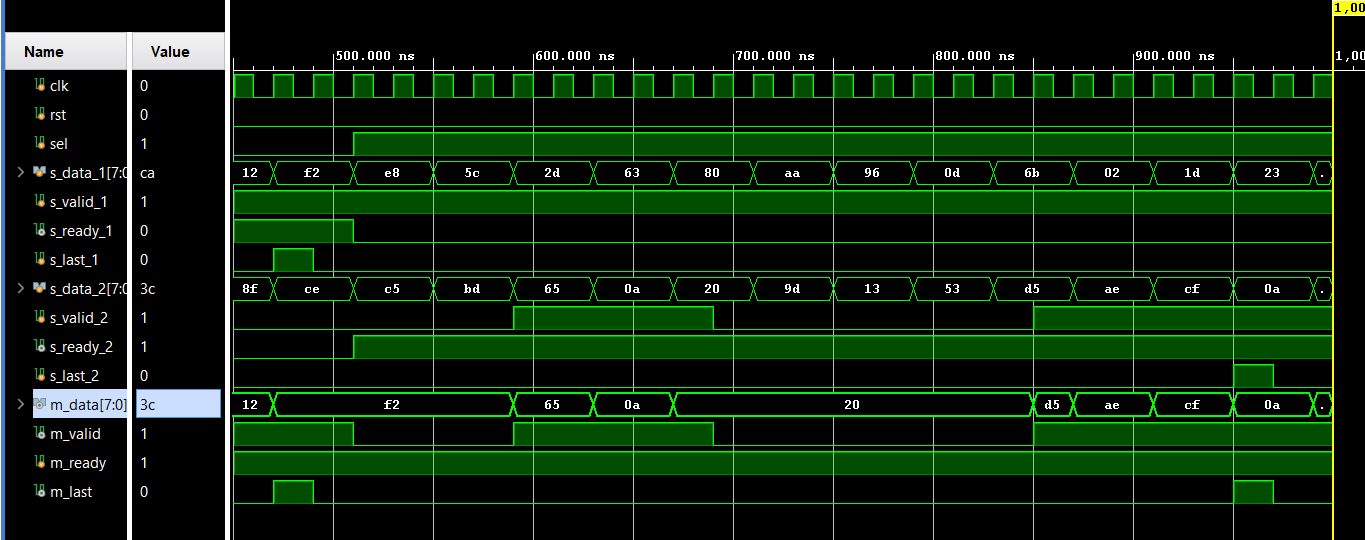 1,00
Name Value 500.000 ns 600.000 ns 700.000 ns 800.000 ns 900.000 ns 1,00
clk 0
rst 0
sel 1
s_data_1[7:0 ca 12 f2 e8 5c 2d 63 80 aa 96 0d 6b 02 1d 23 .
s_valid_1 1
s_ready_1 0
s_last_1 0
s_data_2[7:0 3c 8f ce c5 bd 65 0a 20 9d 13 53 d5 ae cf 0a .
s_valid_2 1
s_ready_2 1
s_last_2 0
m_data[7:0] 3c 12 f2 65 0a 20 d5 ae cf 0a .
m_valid 1
m_ready 1
m_last 0